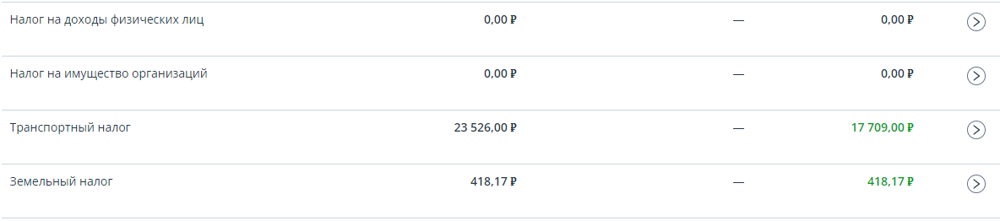 Налог на доходы физических лиц 0,00 ₽ — 0,00 ₽
Налог на имущество организаций 0,00 ₽ — 0,00 ₽
Транспортный налог 23 526,00 ₽ — 17 709,00 ₽
Земельный налог 418,17 ₽ — 418,17 ₽